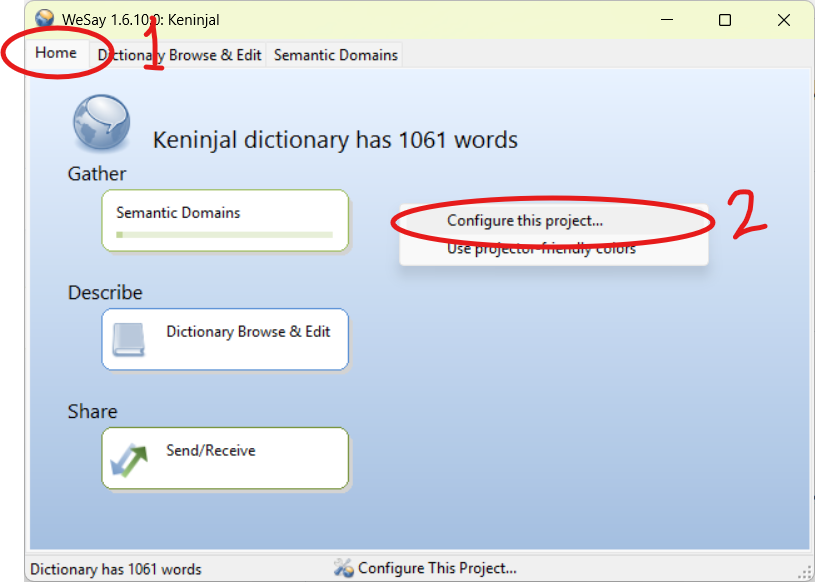 WeSay 1.6.10.0: Keninjal
Home Dictionary Browse & Edit Semantic Domains
1
Keninjal dictionary has 1061 words
Gather
Semantic Domains
Configure this project...
2
Use projector-friendly colors
Describe
Dictionary Browse & Edit
Share
Send/Receive
Dictionary has 1061 words Configure This Project...